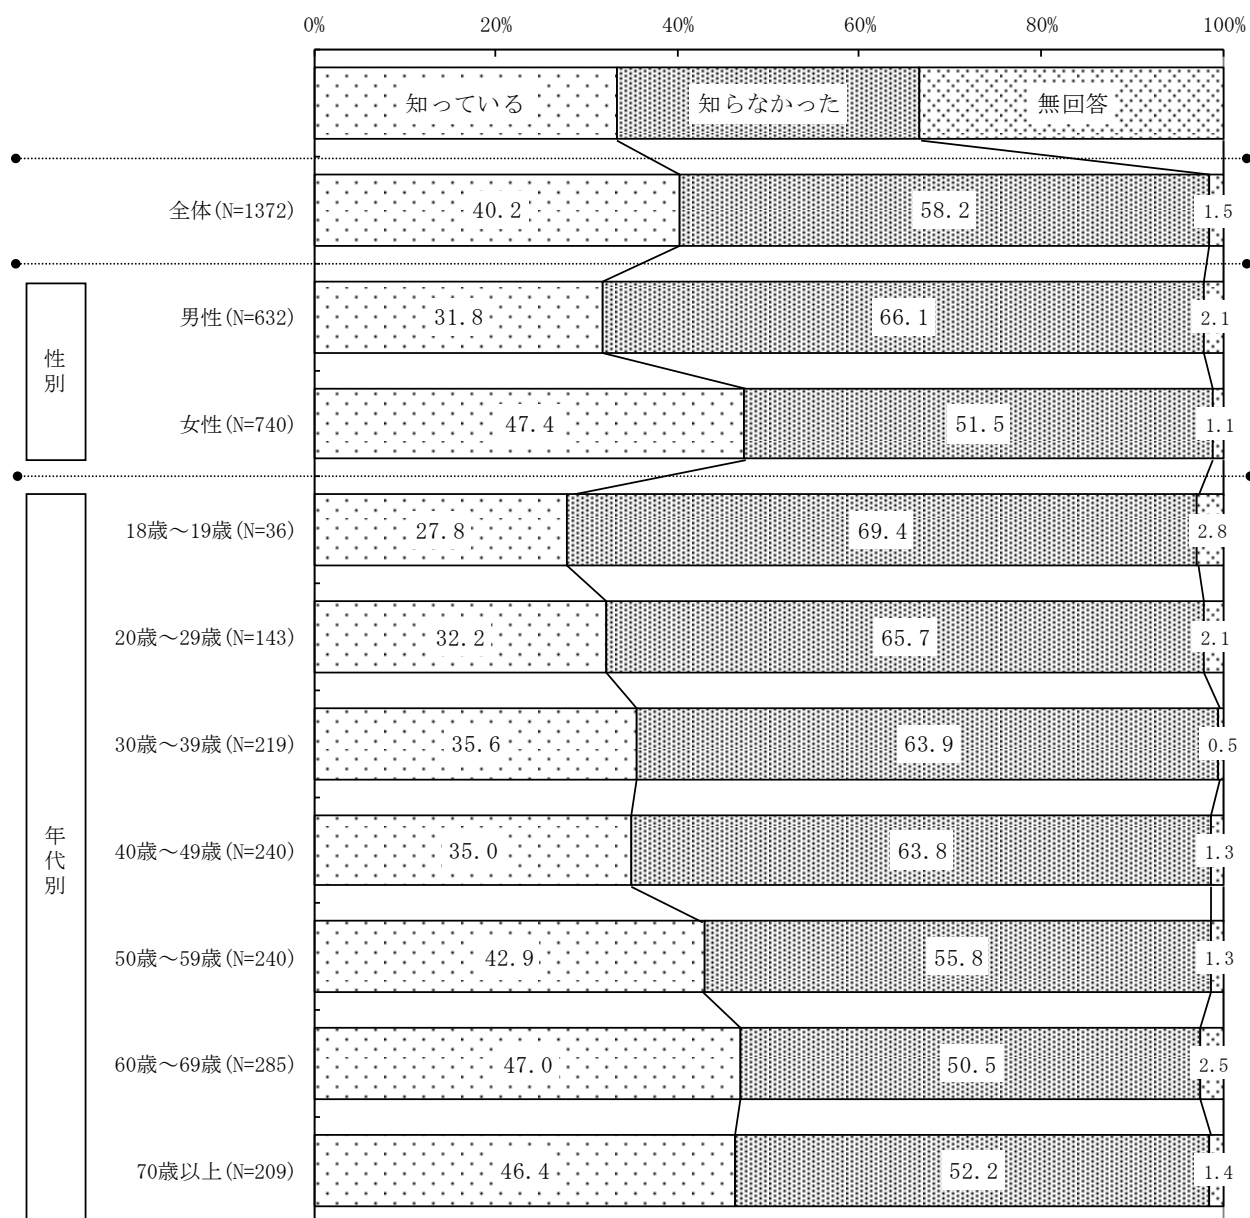 0% 20% 40% 60% 80% 100%
知っている 知らなかった 無回答
全体(N=1372) 40.2 58.2 1.5
性別
男性(N=632) 31.8 66.1 2.1
女性(N=740) 47.4 51.5 1.1
年代別
18歳～19歳(N=36) 27.8 69.4 2.8
20歳～29歳(N=143) 32.2 65.7 2.1
30歳～39歳(N=219) 35.6 63.9 0.5
40歳～49歳(N=240) 35.0 63.8 1.3
50歳～59歳(N=240) 42.9 55.8 1.3
60歳～69歳(N=285) 47.0 50.5 2.5
70歳以上(N=209) 46.4 52.2 1.4